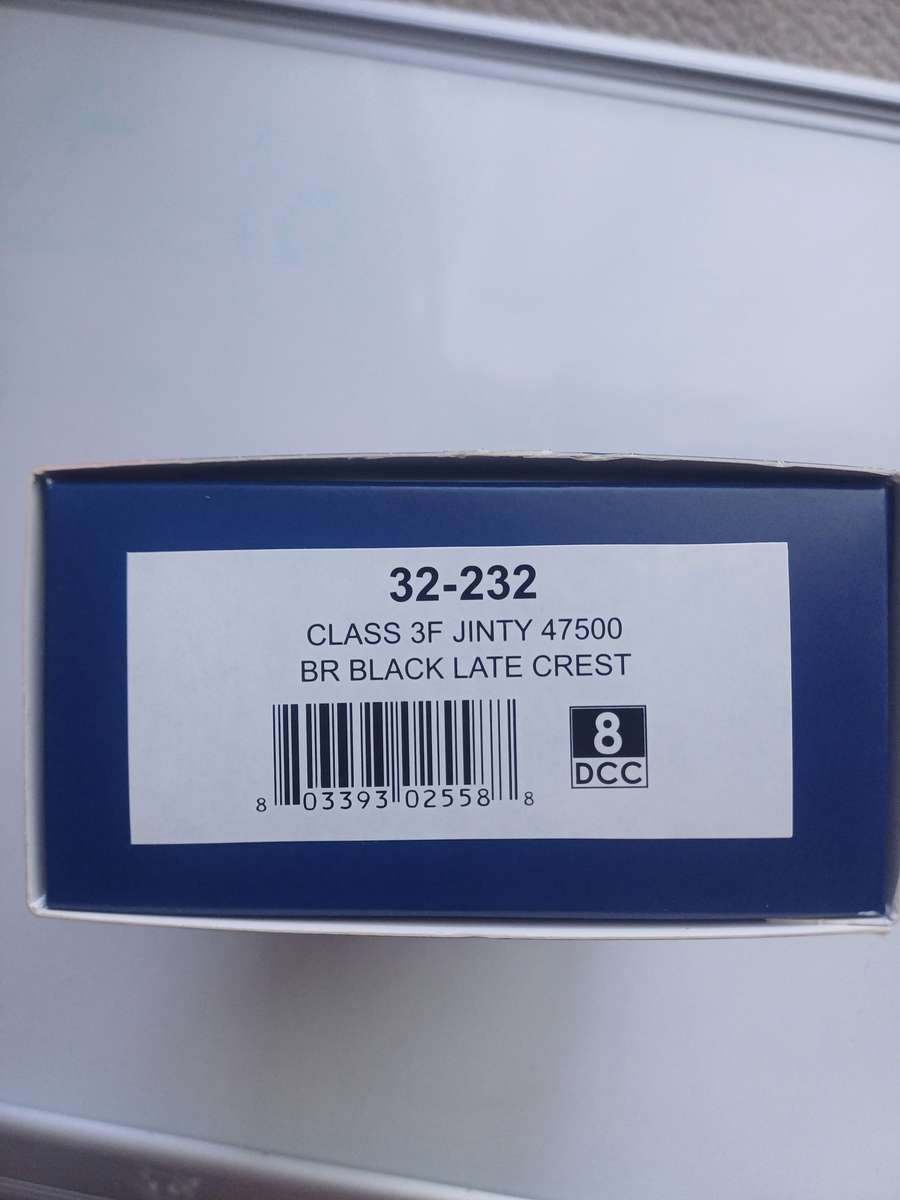 32-232
CLASS 3F JINTY 47500
BR BLACK LATE CREST
8 03393 02558 8
8
DCC